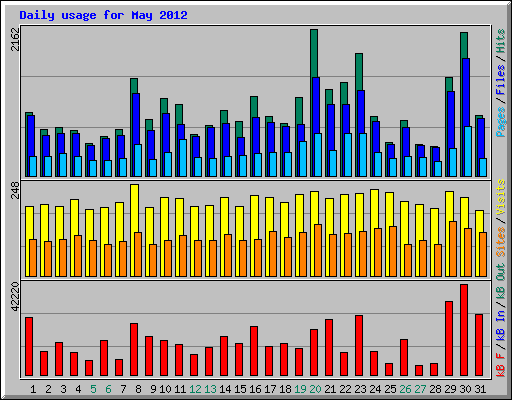 Daily usage for May 2012
2162
Pages / Files / Hits
248
Sites / Visits
42220
kB F / kB In / kB Out
1 2 3 4 5 6 7 8 9 10 11 12 13 14 15 16 17 18 19 20 21 22 23 24 25 26 27 28 29 30 31